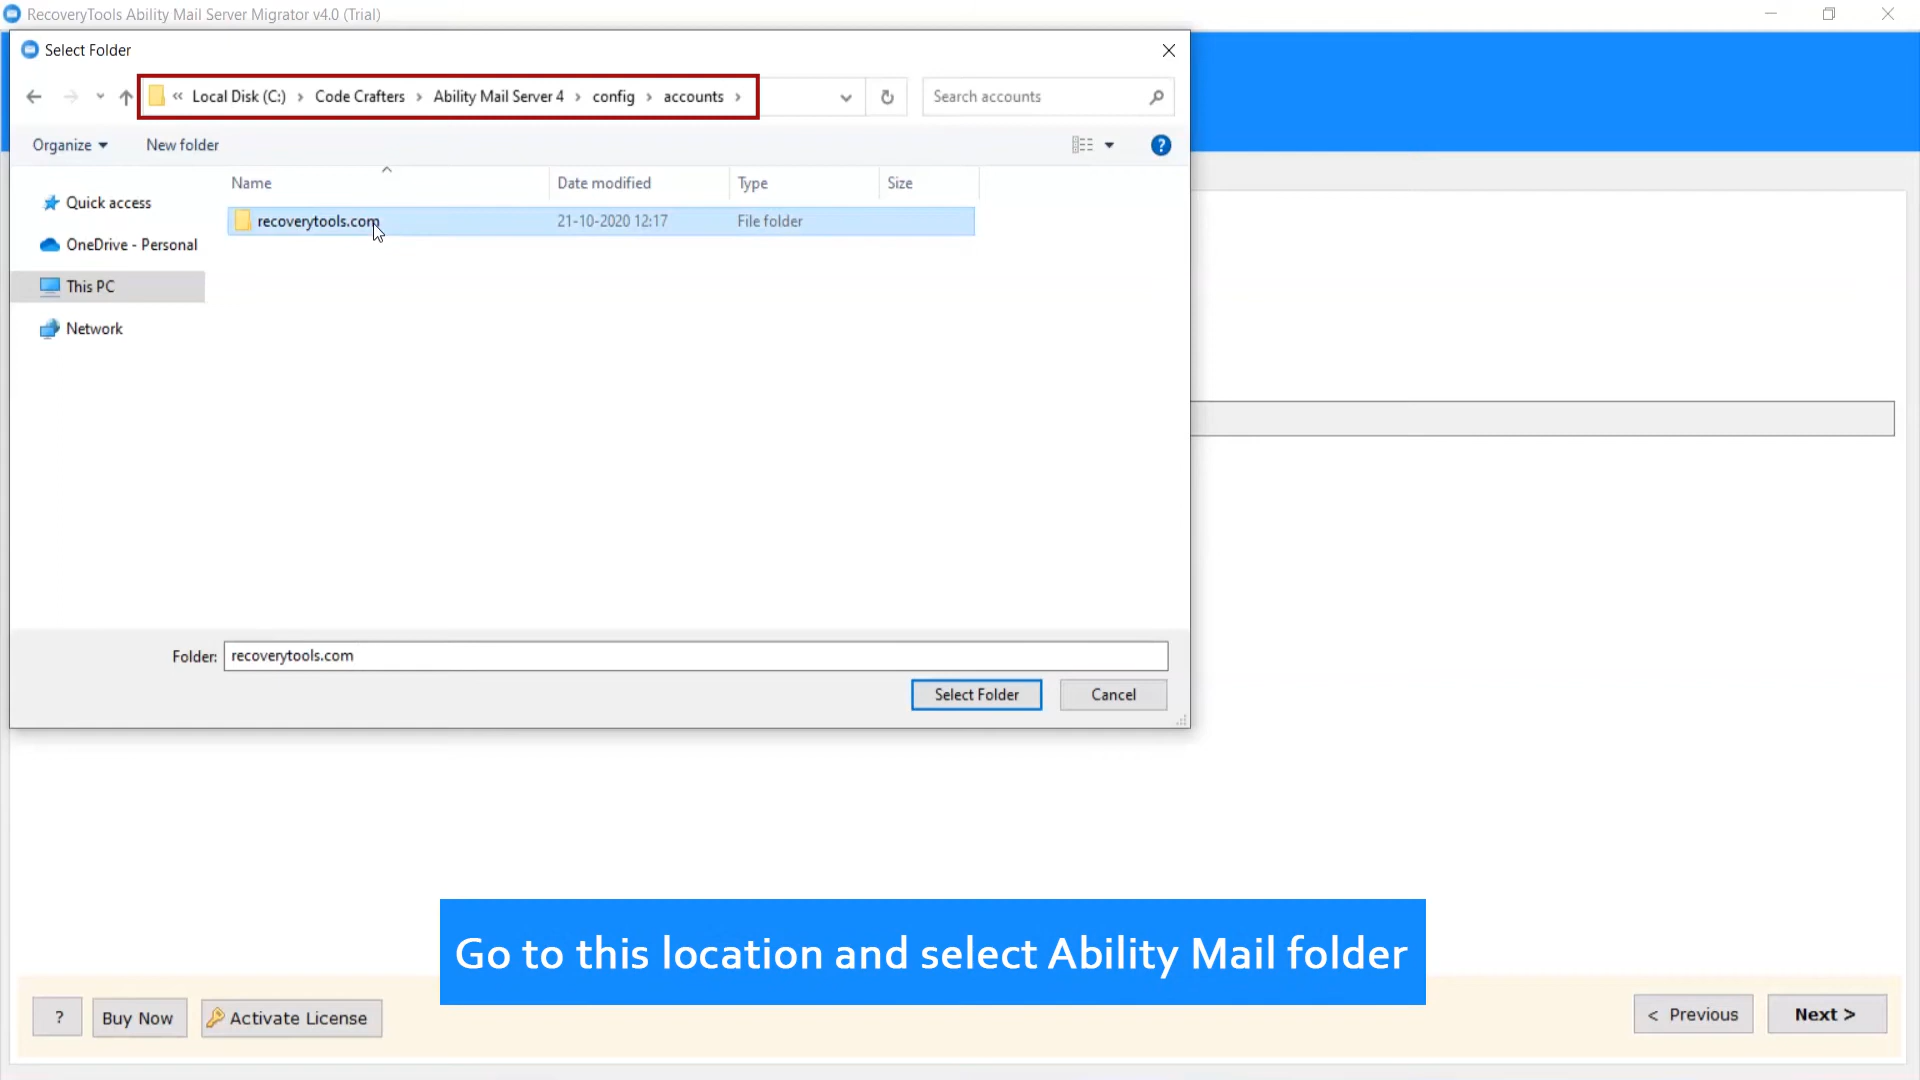 RecoveryTools Ability Mail Server Migrator v4.0 (Trial)
Select Folder
« Local Disk (C:) › Code Crafters › Ability Mail Server 4 › config › accounts ›
Search accounts
Organize
New folder
?
Name
Date modified
Type
Size
Quick access
OneDrive - Personal
This PC
Network
recoverytools.com
21-10-2020 12:17
File folder
Folder:
recoverytools.com
Select Folder
Cancel
Go to this location and select Ability Mail folder
?
Buy Now
Activate License
< Previous
Next >